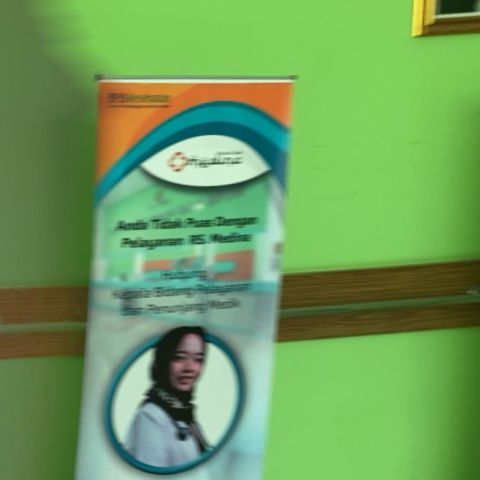 Anda Tidak Puas Dengan
Pelayanan RS. Medina
Hubungi
Kepala Bidang Pelayanan
dan Penunjang Medik